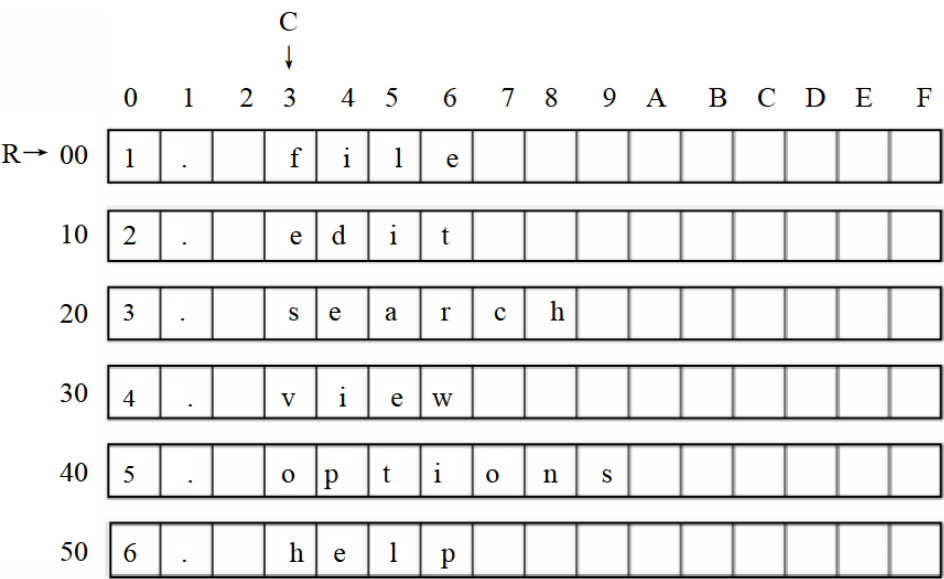 C
↓
0 1 2 3 4 5 6 7 8 9 A B C D E F
R→ 00 1 . f i l e
10 2 . e d i t
20 3 . s e a r c h
30 4 . v i e w
40 5 . o p t i o n s
50 6 . h e l p